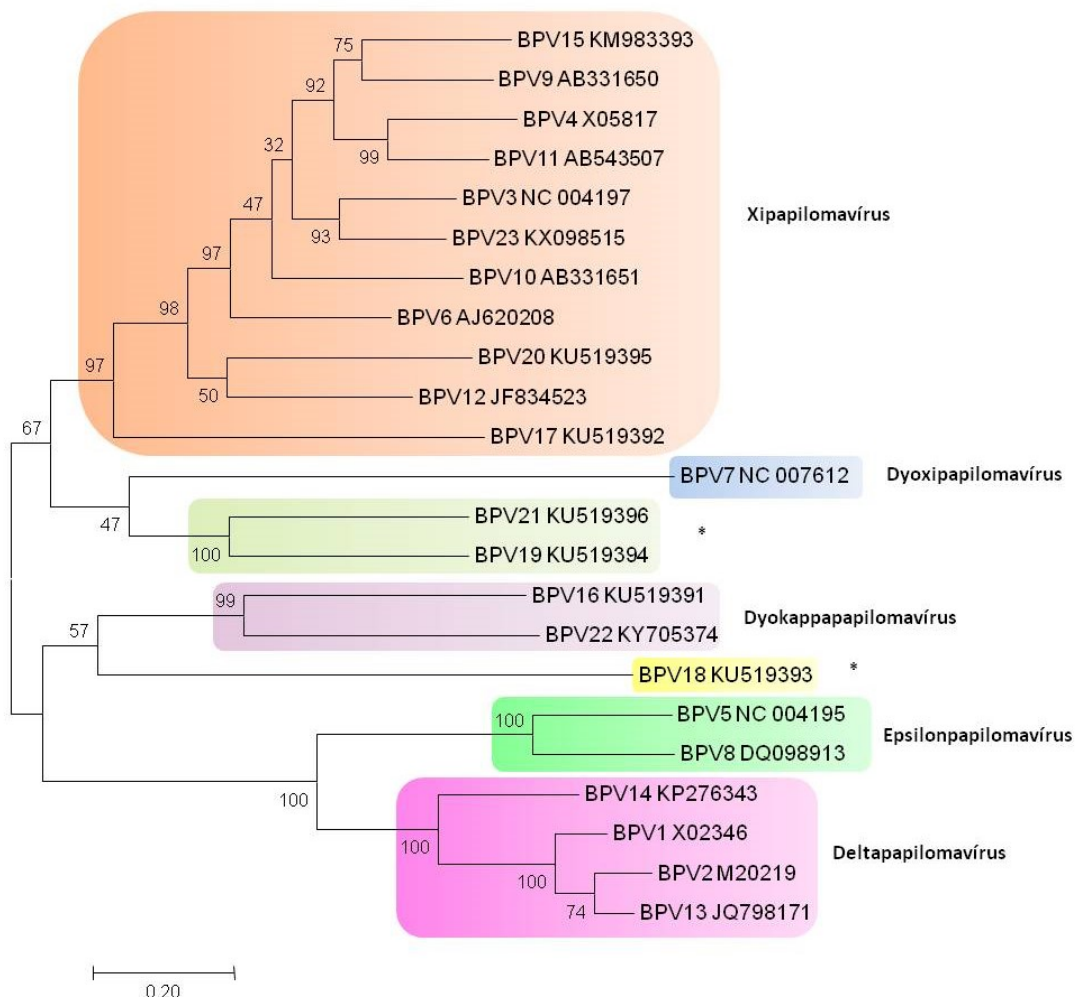 75
BPV15 KM983393
BPV9 AB331650
92
BPV4 X05817
32
99
BPV11 AB543507
BPV3 NC 004197
47
93
BPV23 KX098515
Xipapilomavírus
97
BPV10 AB331651
98
BPV6 AJ620208
BPV20 KU519395
97
50
BPV12 JF834523
67
BPV17 KU519392
BPV7 NC 007612
Dyoxipapilomavírus
47
BPV21 KU519396
*
100
BPV19 KU519394
99
BPV16 KU519391
Dyokappapapilomavírus
57
BPV22 KY705374
BPV18 KU519393
*
100
BPV5 NC 004195
Epsilonpapilomavírus
BPV8 DQ098913
100
BPV14 KP276343
100
BPV1 X02346
Deltapapilomavírus
100
BPV2 M20219
74
BPV13 JQ798171
0.20